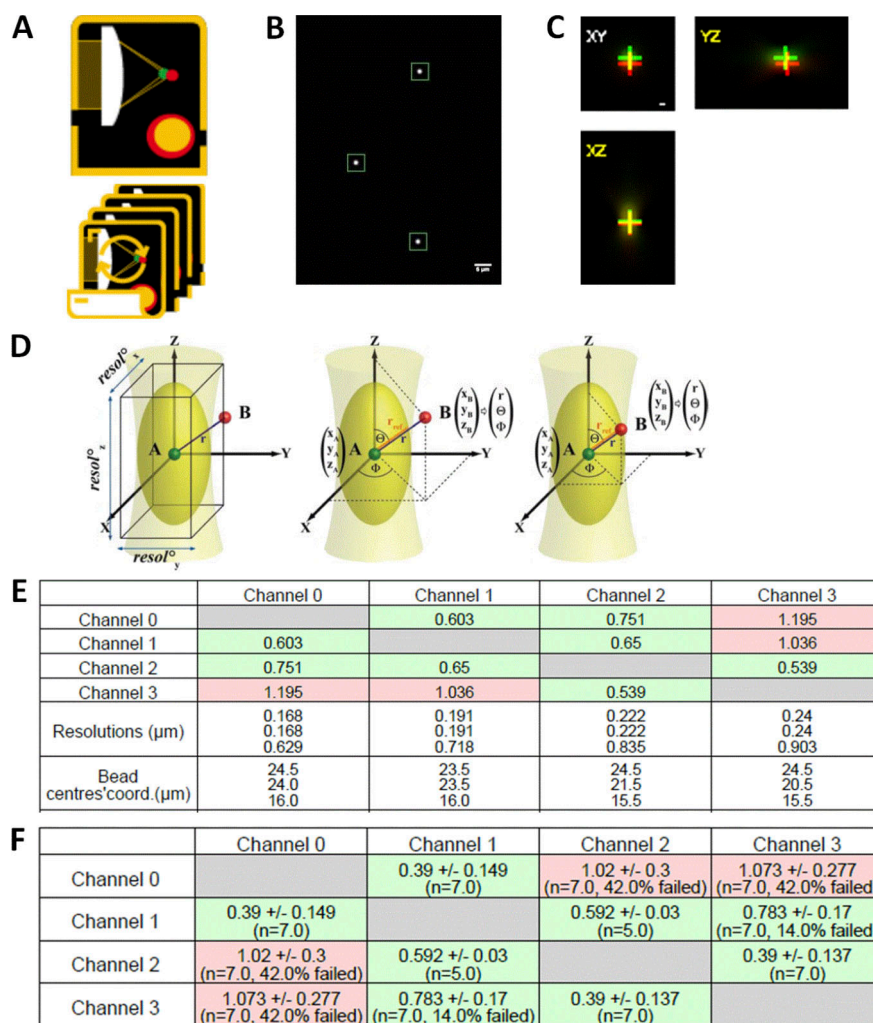 A
B
C
XY
YZ
XZ
5 µm
D
Z
resol°x
resol°z
resol°y
A
B
r
Y
X
Z
A
B
r
rref
Θ
Φ
Y
X
xA
yA
zA
xB
yB
zB
r
Θ
Φ
Z
A
B
r
rref
Θ
Φ
Y
X
xA
yA
zA
xB
yB
zB
r
Θ
Φ
E
Channel 0 Channel 1 Channel 2 Channel 3
Channel 0 0.603 0.751 1.195
Channel 1 0.603 0.65 1.036
Channel 2 0.751 0.65 0.539
Channel 3 1.195 1.036 0.539
Resolutions (µm)
0.168 0.191 0.222 0.24
0.168 0.191 0.222 0.24
0.629 0.718 0.835 0.903
Bead
centres'coord.(µm)
24.5 23.5 24.5 24.5
24.0 23.5 21.5 20.5
16.0 16.0 15.5 15.5
F
Channel 0 Channel 1 Channel 2 Channel 3
Channel 0
0.39 +/- 0.149 1.02 +/- 0.3 1.073 +/- 0.277
(n=7.0) (n=7.0, 42.0% failed) (n=7.0, 42.0% failed
Channel 1
0.39 +/- 0.149 0.592 +/- 0.03 0.783 +/- 0.17
(n=7.0) (n=5.0) (n=7.0, 14.0% failed
Channel 2
1.02 +/- 0.3 0.592 +/- 0.03 0.39 +/- 0.137
(n=7.0, 42.0% failed) (n=5.0) (n=7.0)
Channel 3
1.073 +/- 0.277 0.783 +/- 0.17 0.39 +/- 0.137
(n=7.0, 42.0% failed) (n=7.0, 14.0% failed) (n=7.0)